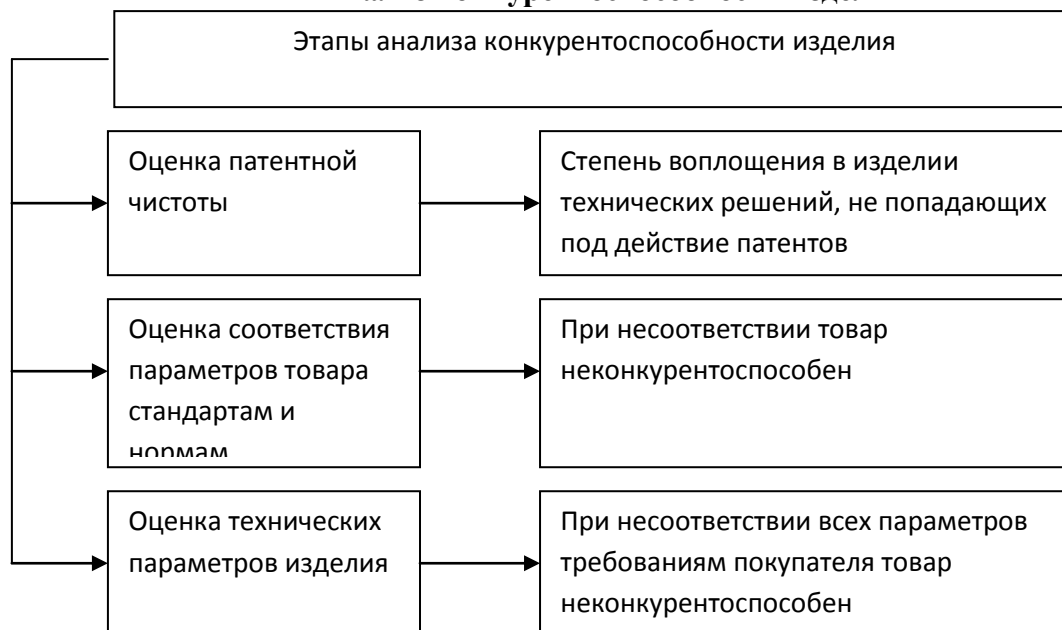 Этапы анализа конкурентоспособности изделия
Оценка патентной
чистоты
Степень воплощения в изделии
технических решений, не попадающих
под действие патентов
Оценка соответствия
параметров товара
стандартам и
нормам
При несоответствии товар
неконкурентоспособен
Оценка технических
параметров изделия
При несоответствии всех параметров
требованиям покупателя товар
неконкурентоспособен